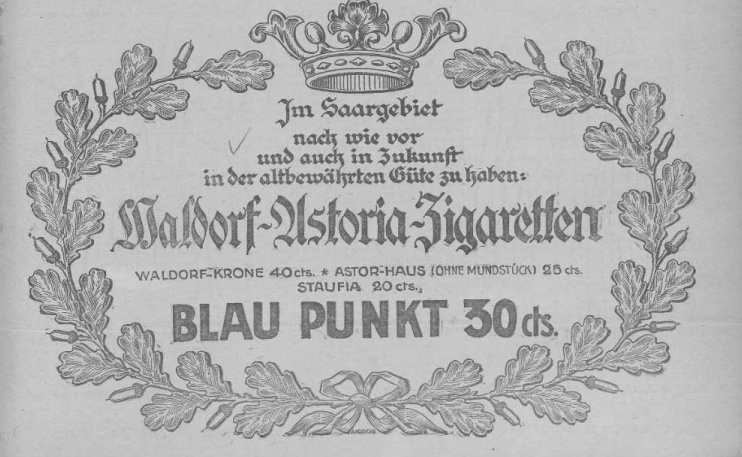 Im Saargebiet
nach wie vor
und auch in Zukunft
in der altbewährten Güte zu haben:
Waldorf-Astoria-Zigaretten
WALDORF-KRONE 40 cts. * ASTOR-HAUS (OHNE MUNDSTÜCK) 25 cts.
STAUFIA 20 cts.,
BLAU PUNKT 30 cts.